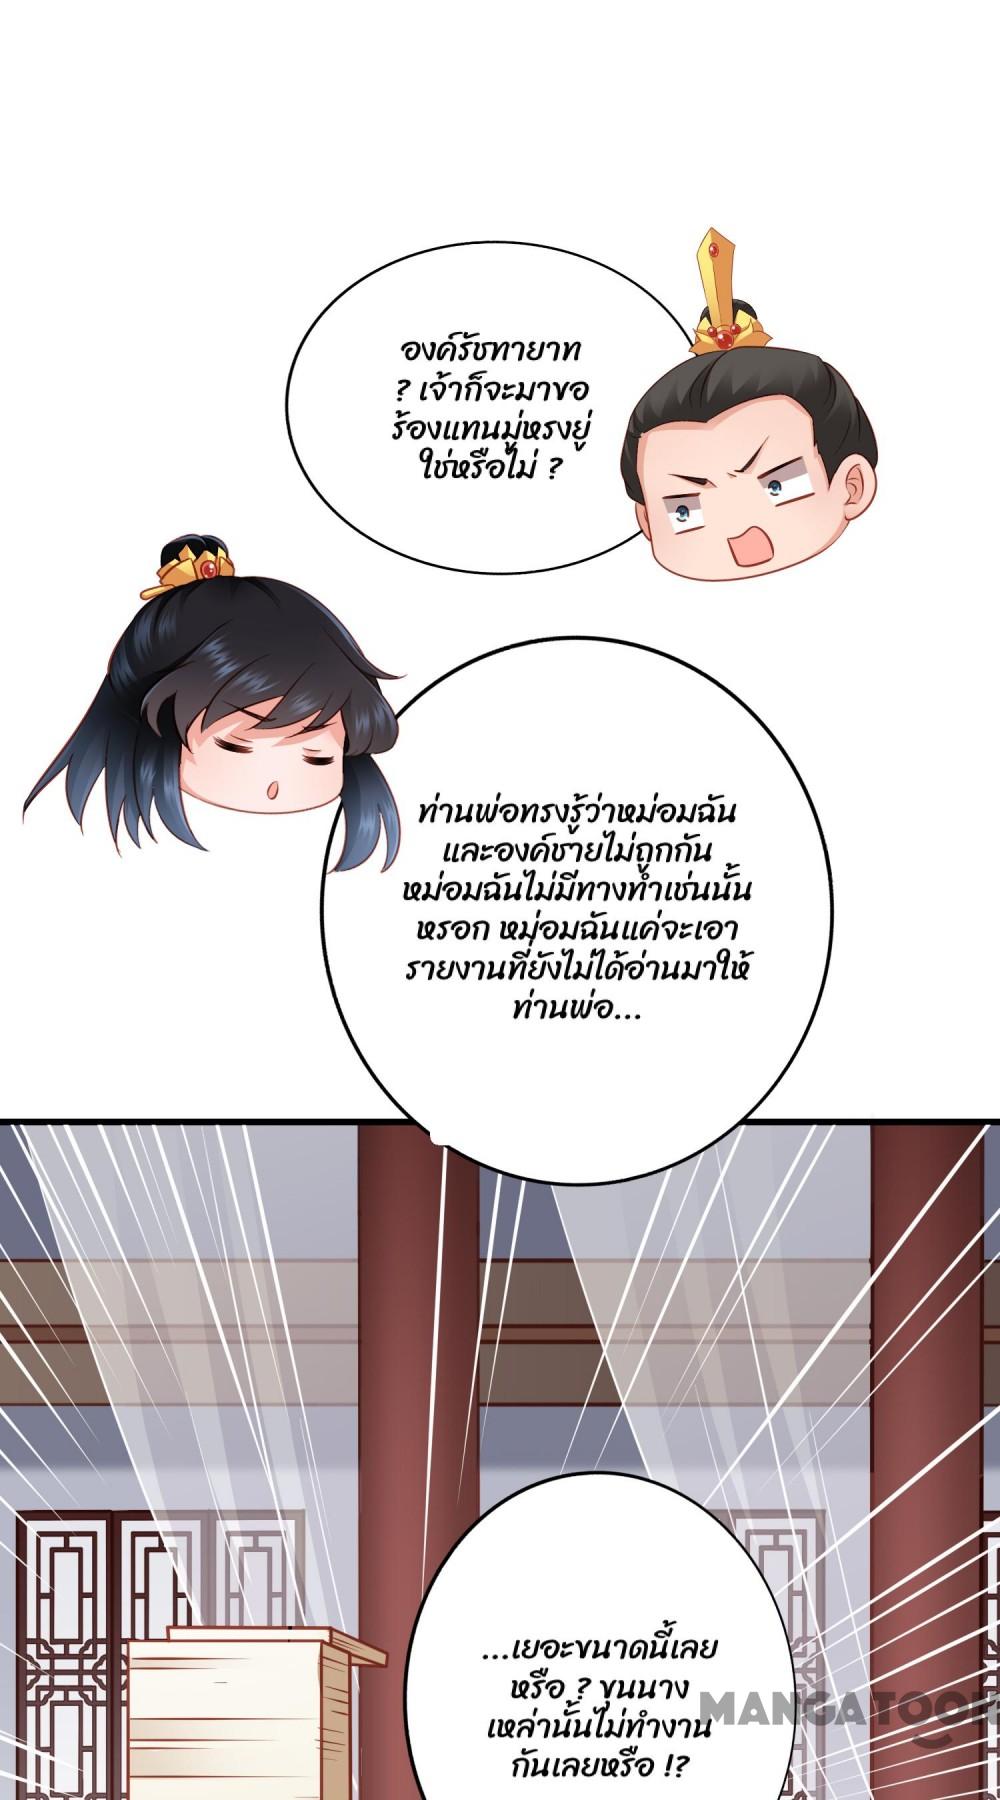 องค์รัชทายาท
? เจ้าก็จะมาขอ
ร้องแทนมู่หรงยู่
ใช่หรือไม่ ?
ท่านพ่อทรงรู้ว่าหม่อมฉัน
และองค์ชายไม่ถูกกัน
หม่อมฉันไม่มีทางทำเช่นนั้น
หรอก หม่อมฉันแค่จะเอา
รายงานที่ยังไม่ได้อ่านมาให้
ท่านพ่อ...
...เยอะขนาดนี้เลย
หรือ ? ขุนนาง
เหล่านั้นไม่ทำงาน
กันเลยหรือ !?
MANGATOON